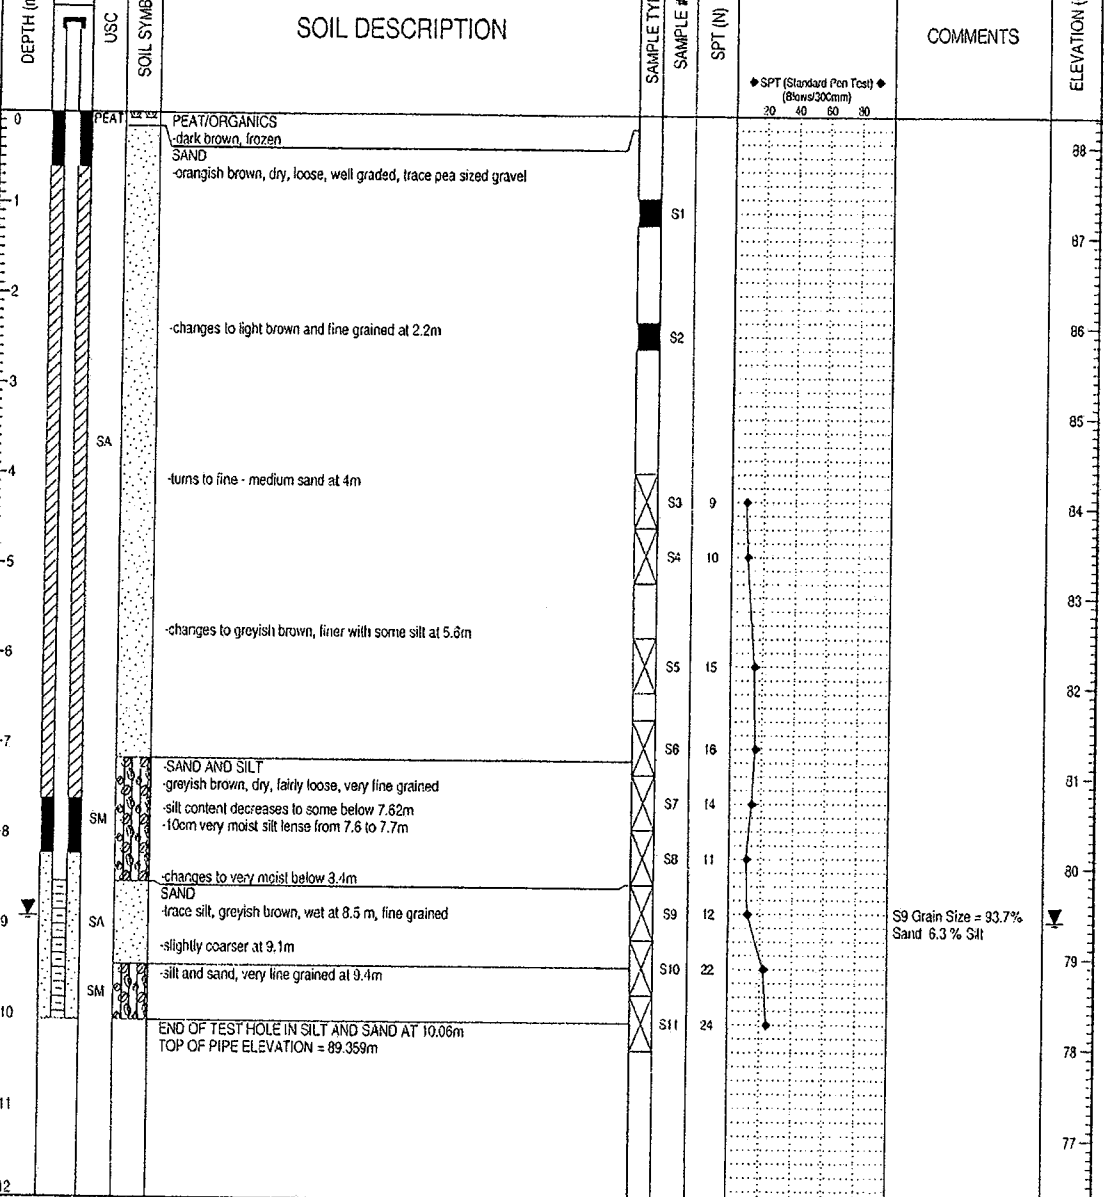 DEPTH (m
USC
SOIL SYMB
SOIL DESCRIPTION
SAMPLE TYP
SAMPLE #
SPT (N)
◆ SPT (Standard Pen Test) ◆
(Blows/300mm)
20 40 60 80
COMMENTS
ELEVATION (
0
PEAT
PEAT/ORGANICS
-dark brown, frozen
88
SAND
-orangish brown, dry, loose, well graded, trace pea sized gravel
-1
S1
87
-2
-changes to light brown and fine grained at 2.2m
S2
86
-3
85
SA
-4
-turns to fine - medium sand at 4m
S3 9
84
-5
S4 10
83
-changes to greyish brown, finer with some silt at 5.6m
-6
S5 15
82
-7
S6 16
-SAND AND SILT
-greyish brown, dry, fairly loose, very fine grained
81
-silt content decreases to some below 7.62m
S7 14
SM
-10cm very moist silt lense from 7.6 to 7.7m
-8
S8 11
80
-changes to very moist below 3.4m
SAND
-trace silt, greyish brown, wet at 8.5 m, fine grained
S9 12
S9 Grain Size = 93.7%
Sand 6.3 % Silt
9
SA
-slightly coarser at 9.1m
79
-silt and sand, very fine grained at 9.4m
S10 22
SM
10
S11 24
END OF TEST HOLE IN SILT AND SAND AT 10.06m
TOP OF PIPE ELEVATION = 89.359m
78
11
77
12